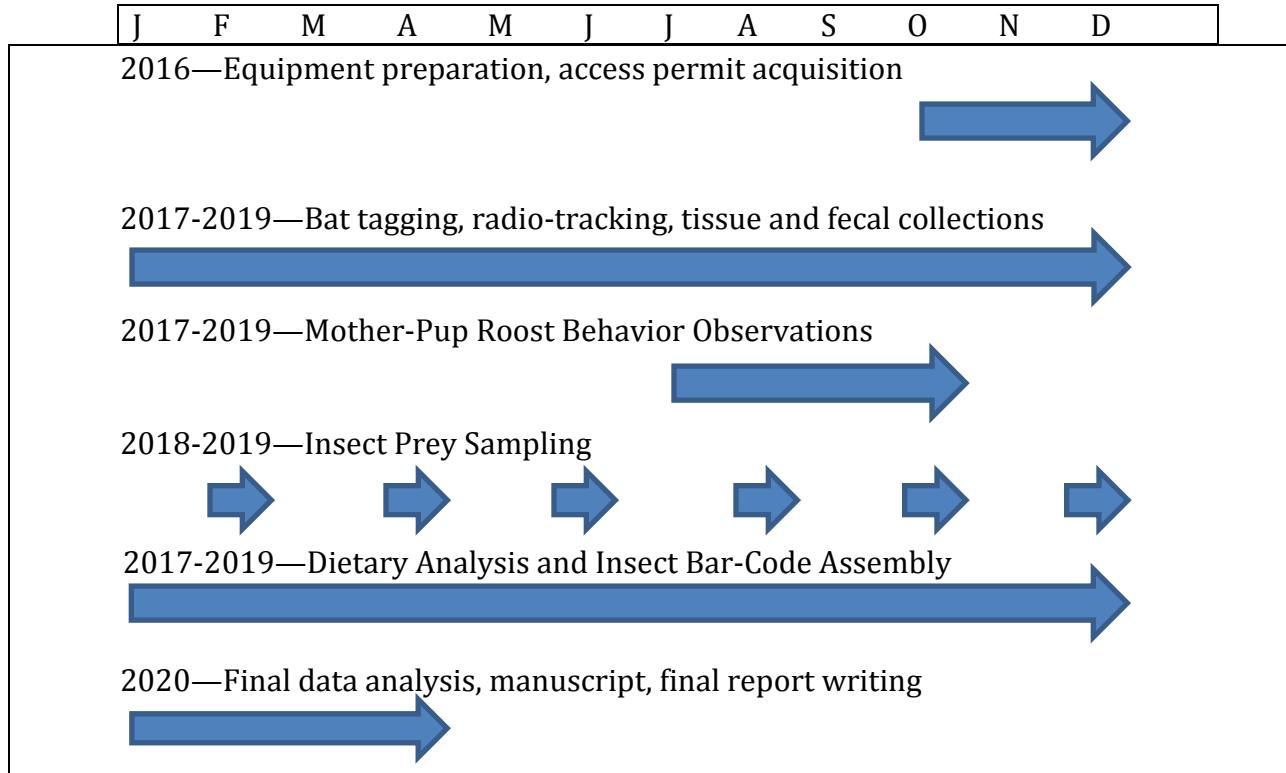 J F M A M J J A S O N D
2016—Equipment preparation, access permit acquisition
2017-2019—Bat tagging, radio-tracking, tissue and fecal collections
2017-2019—Mother-Pup Roost Behavior Observations
2018-2019—Insect Prey Sampling
2017-2019—Dietary Analysis and Insect Bar-Code Assembly
2020—Final data analysis, manuscript, final report writing